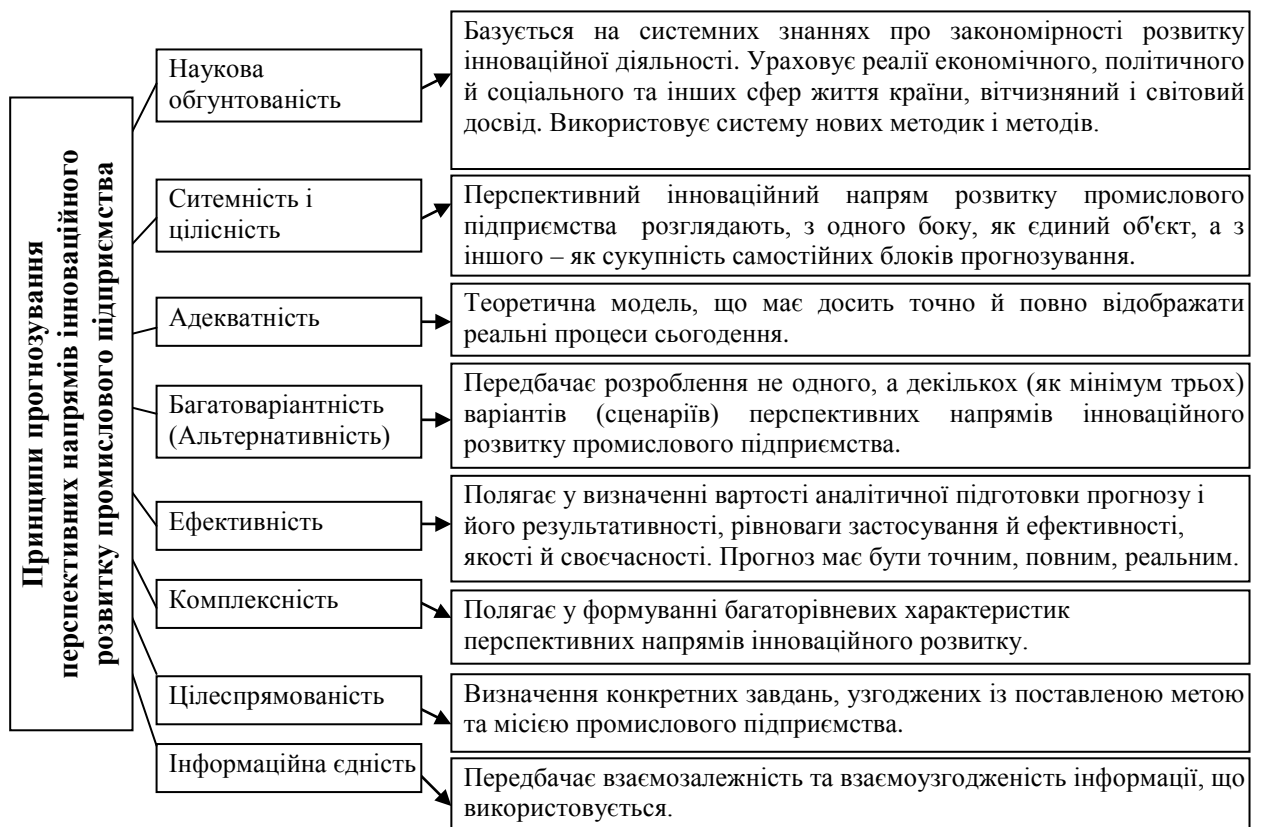 Принципи прогнозування
перспективних напрямів інноваційного
розвитку промислового підприємства
Наукова
обгунтованість
Базується на системних знаннях про закономірності розвитку
інноваційної діяльності. Ураховує реалії економічного, політичного
й соціального та інших сфер життя країни, вітчизняний і світовий
досвід. Використовує систему нових методик і методів.
Ситемність і
цілісність
Перспективний інноваційний напрям розвитку промислового
підприємства розглядають, з одного боку, як єдиний об'єкт, а з
іншого – як сукупність самостійних блоків прогнозування.
Адекватність
Теоретична модель, що має досить точно й повно відображати
реальні процеси сьогодення.
Багатоваріантність
(Альтернативність)
Передбачає розроблення не одного, а декількох (як мінімум трьох)
варіантів (сценаріїв) перспективних напрямів інноваційного
розвитку промислового підприємства.
Ефективність
Полягає у визначенні вартості аналітичної підготовки прогнозу і
його результативності, рівноваги застосування й ефективності,
якості й своєчасності. Прогноз має бути точним, повним, реальним.
Комплексність
Полягає у формуванні багаторівневих характеристик
перспективних напрямів інноваційного розвитку.
Цілеспрямованість
Визначення конкретних завдань, узгоджених із поставленою метою
та місією промислового підприємства.
Інформаційна єдність
Передбачає взаємозалежність та взаємоузгодженість інформації, що
використовується.